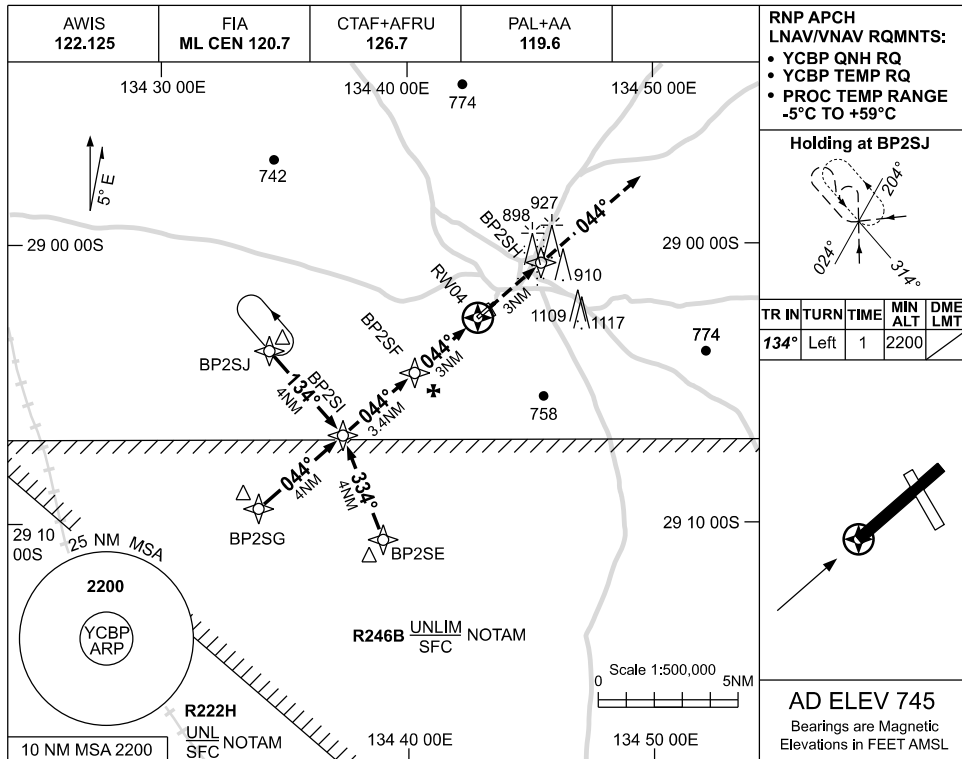 AWIS
122.125
FIA
ML CEN 120.7
CTAF+AFRU
126.7
PAL+AA
119.6
RNP APCH
LNAV/VNAV RQMNTS:
• YCBP QNH RQ
• YCBP TEMP RQ
• PROC TEMP RANGE
-5°C TO +59°C
134 30 00E
134 40 00E
134 50 00E
774
742
5° E
Holding at BP2SJ
204°
024°
314°
927
898
BP2SH
044°
29 00 00S
29 00 00S
910
RW04
3NM
1109
1117
TR IN
TURN
TIME
MIN
ALT
DME
LMT
134°
Left
1
2200
774
BP2SF
044°
3NM
BP2SJ
134°
4NM
BP2SI
044°
3.4NM
758
044°
4NM
334°
4NM
BP2SG
BP2SE
29 10
00S
29 10 00S
25 NM MSA
2200
YCBP
ARP
R246B UNLIM
SFC NOTAM
Scale 1:500,000
0
5NM
R222H
UNL
SFC NOTAM
10 NM MSA 2200
134 40 00E
134 50 00E
AD ELEV 745
Bearings are Magnetic
Elevations in FEET AMSL